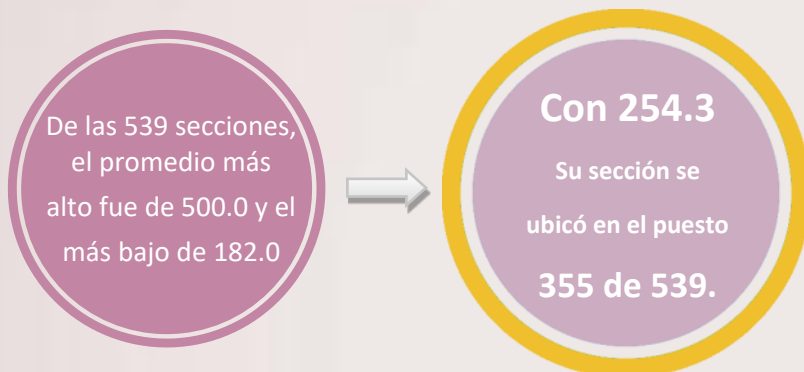 De las 539 secciones,
el promedio más
alto fue de 500.0 y el
más bajo de 182.0
Con 254.3
Su sección se
ubicó en el puesto
355 de 539.